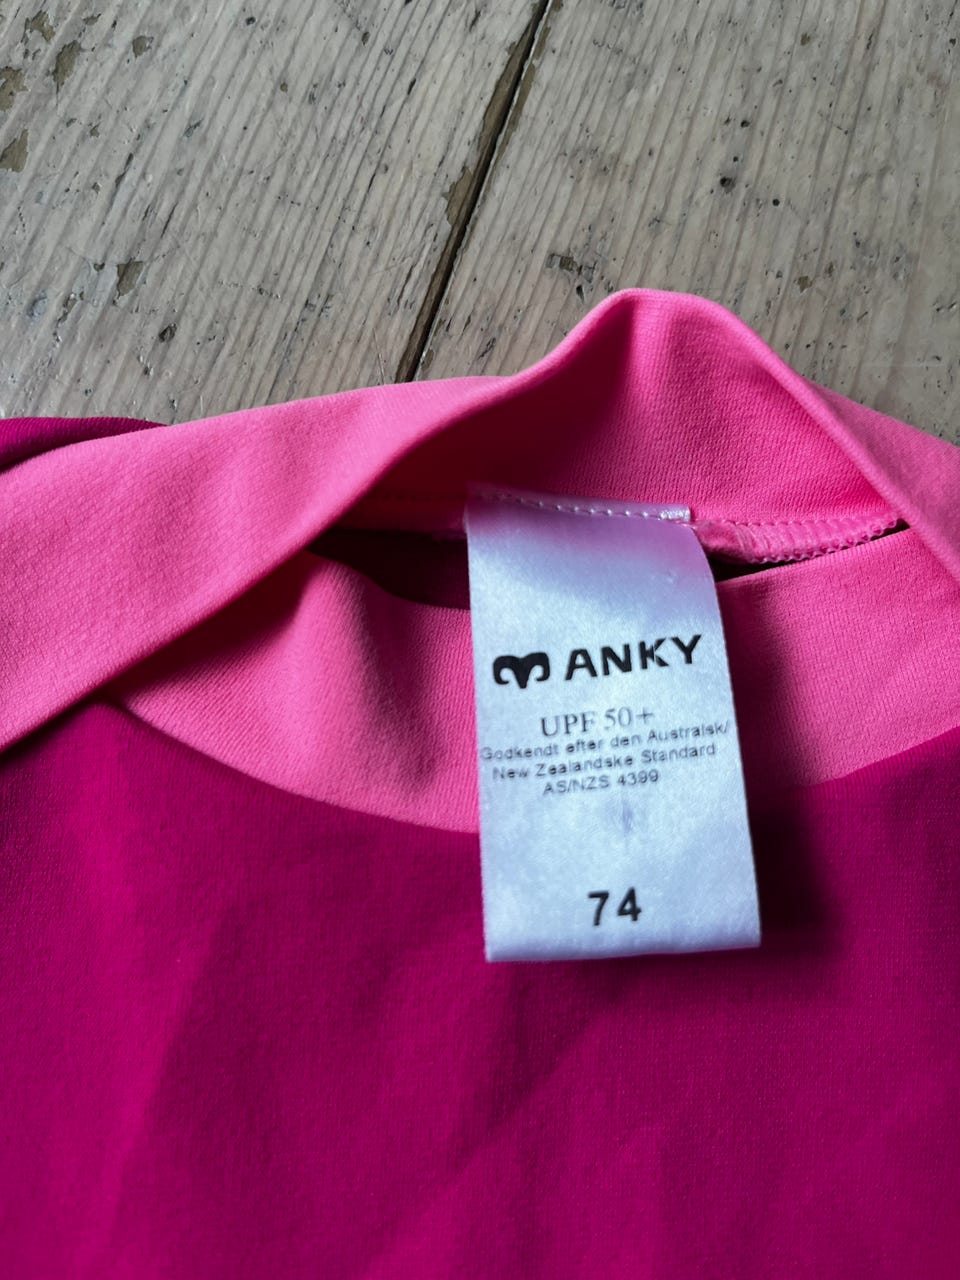 ANKY
UPF 50+
Godkendt efter den Australsk/
New Zealandske Standard
AS/NZS 4399
74